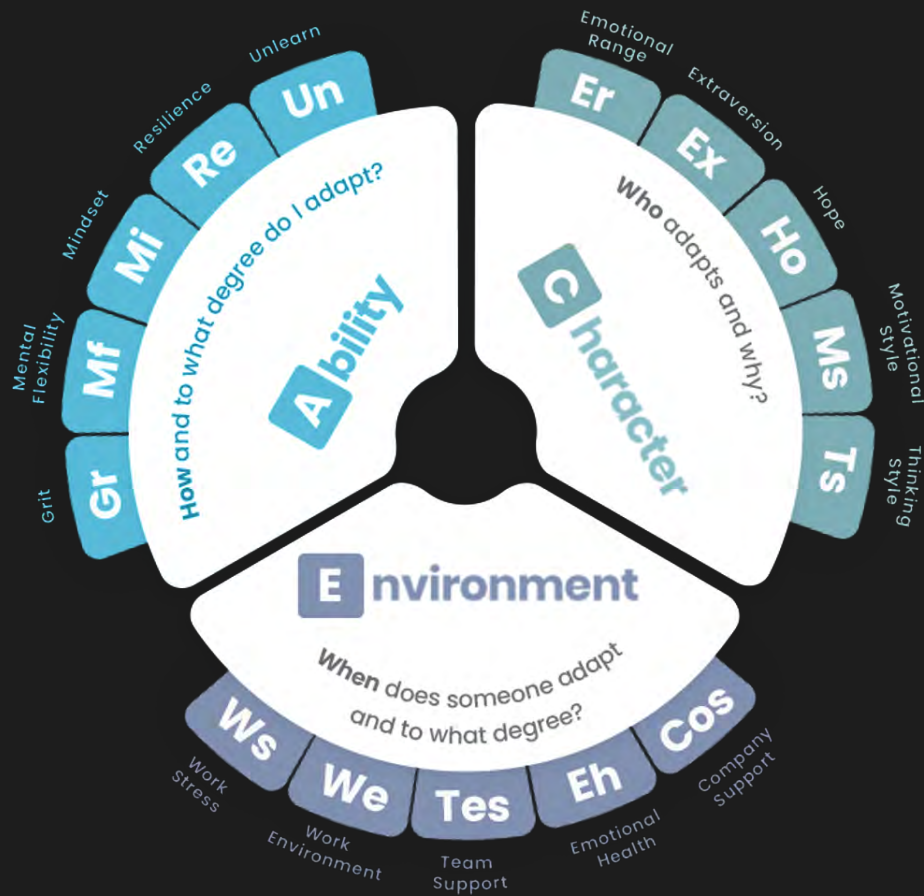 Unlearn
Un
Resilience
Re
Mindset
Mi
Mental
Flexibility
Mf
Grit
Gr
How and to what degree do I adapt?
Ability
Emotional
Range
Er
Extraversion
Ex
Hope
Ho
Motivational
Style
Ms
Thinking
Style
Ts
Who adapts and why?
Character
Environment
When does someone adapt
and to what degree?
Ws
Work
Stress
We
Work
Environment
Tes
Team
Support
Eh
Emotional
Health
Cos
Company
Support